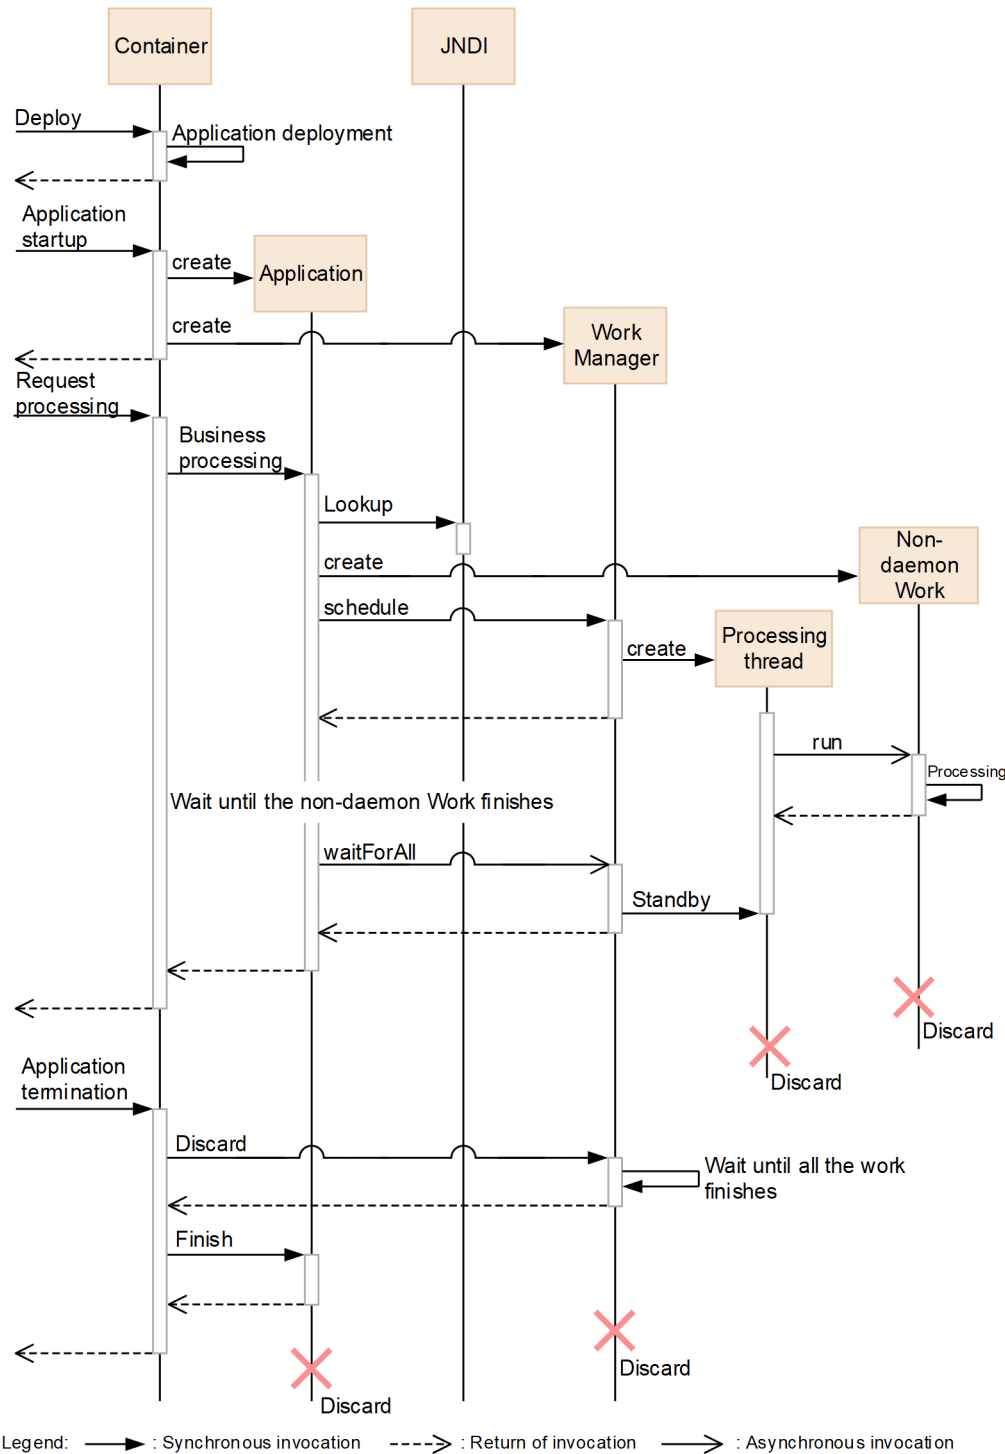 Container
JNDI
Deploy
Application deployment
Application
startup
create
Application
create
Work
Manager
Request
processing
Business
processing
Lookup
Non-
daemon
Work
create
schedule
Processing
thread
create
run
Processing
Wait until the non-daemon Work finishes
waitForAll
Standby
Discard
Discard
Application
termination
Discard
Wait until all the work
finishes
Finish
Discard
Discard
Legend: : Synchronous invocation : Return of invocation : Asynchronous invocation